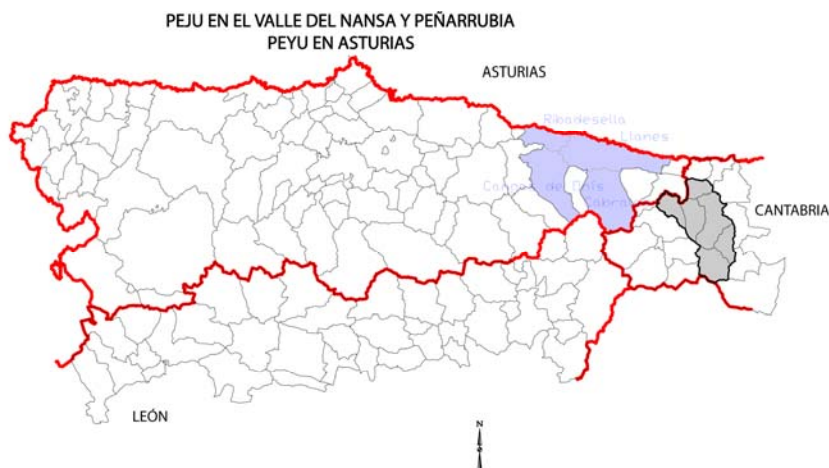 PEJU EN EL VALLE DEL NANSA Y PEÑARRUBIA
PEYU EN ASTURIAS
ASTURIAS
Ribadesella
Llanes
Cangas de Onís
Cabrales
CANTABRIA
LEÓN
N